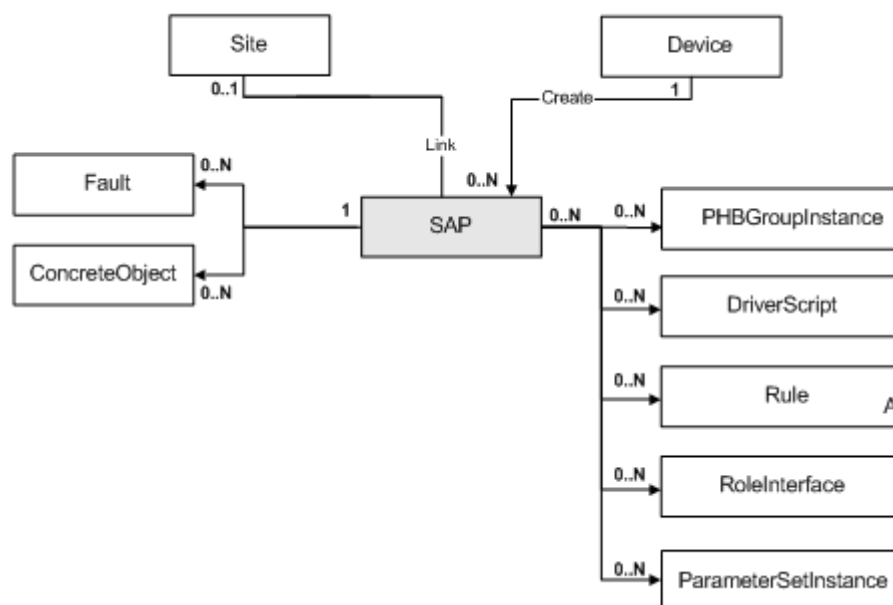 Site
Device
0..1
1
Create
Link
0..N
0..N
Fault
1
SAP
0..N
0..N
PHBGroupInstance
ConcreteObject
0..N
0..N
DriverScript
0..N
Rule
A
0..N
RoleInterface
0..N
ParameterSetInstance